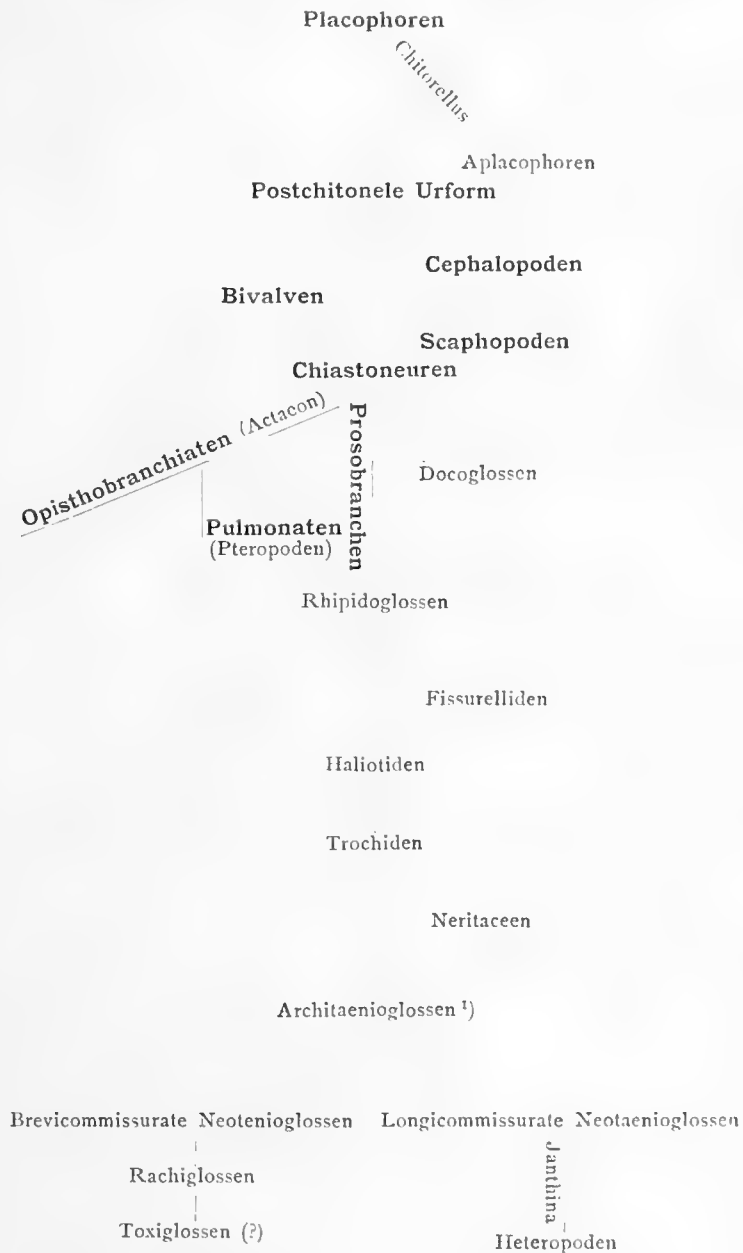 Placophoren
Chitorellus
Aplacophoren
Postchitonele Urform
Cephalopoden
Bivalven
Scaphopoden
Chiastoneuren
Opisthobranchiaten (Actacon)
Prosobranchen
Docoglossen
Pulmonaten
(Pteropoden)
Rhipidoglossen
Fissurelliden
Haliotiden
Trochiden
Neritaceen
Architaenioglossen ¹)
Brevicommissurate Neotenioglossen
Longicommissurate Neotaenioglossen
Rachiglossen
Janthina
Toxiglossen (?)
Heteropoden